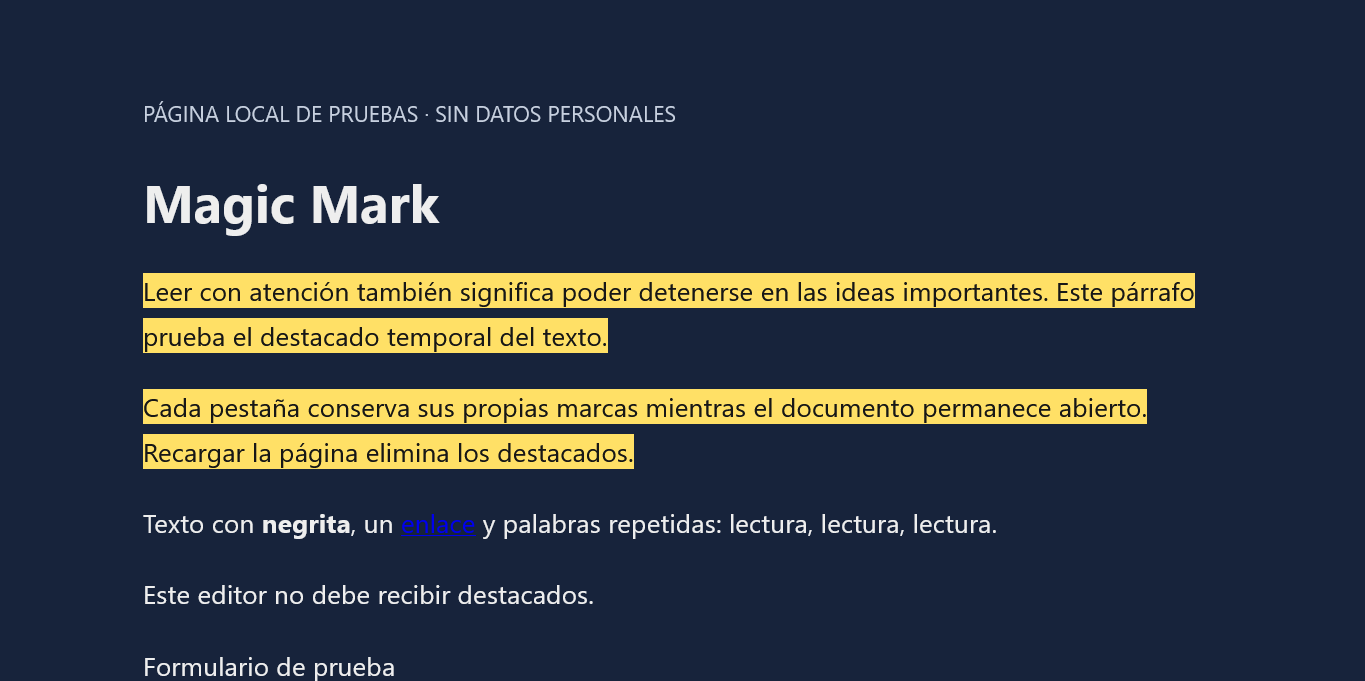 PÁGINA LOCAL DE PRUEBAS · SIN DATOS PERSONALES
Magic Mark
Leer con atención también significa poder detenerse en las ideas importantes. Este párrafo
prueba el destacado temporal del texto.
Cada pestaña conserva sus propias marcas mientras el documento permanece abierto.
Recargar la página elimina los destacados.
Texto con negrita, un enlace y palabras repetidas: lectura, lectura, lectura.
Este editor no debe recibir destacados.
Formulario de prueba